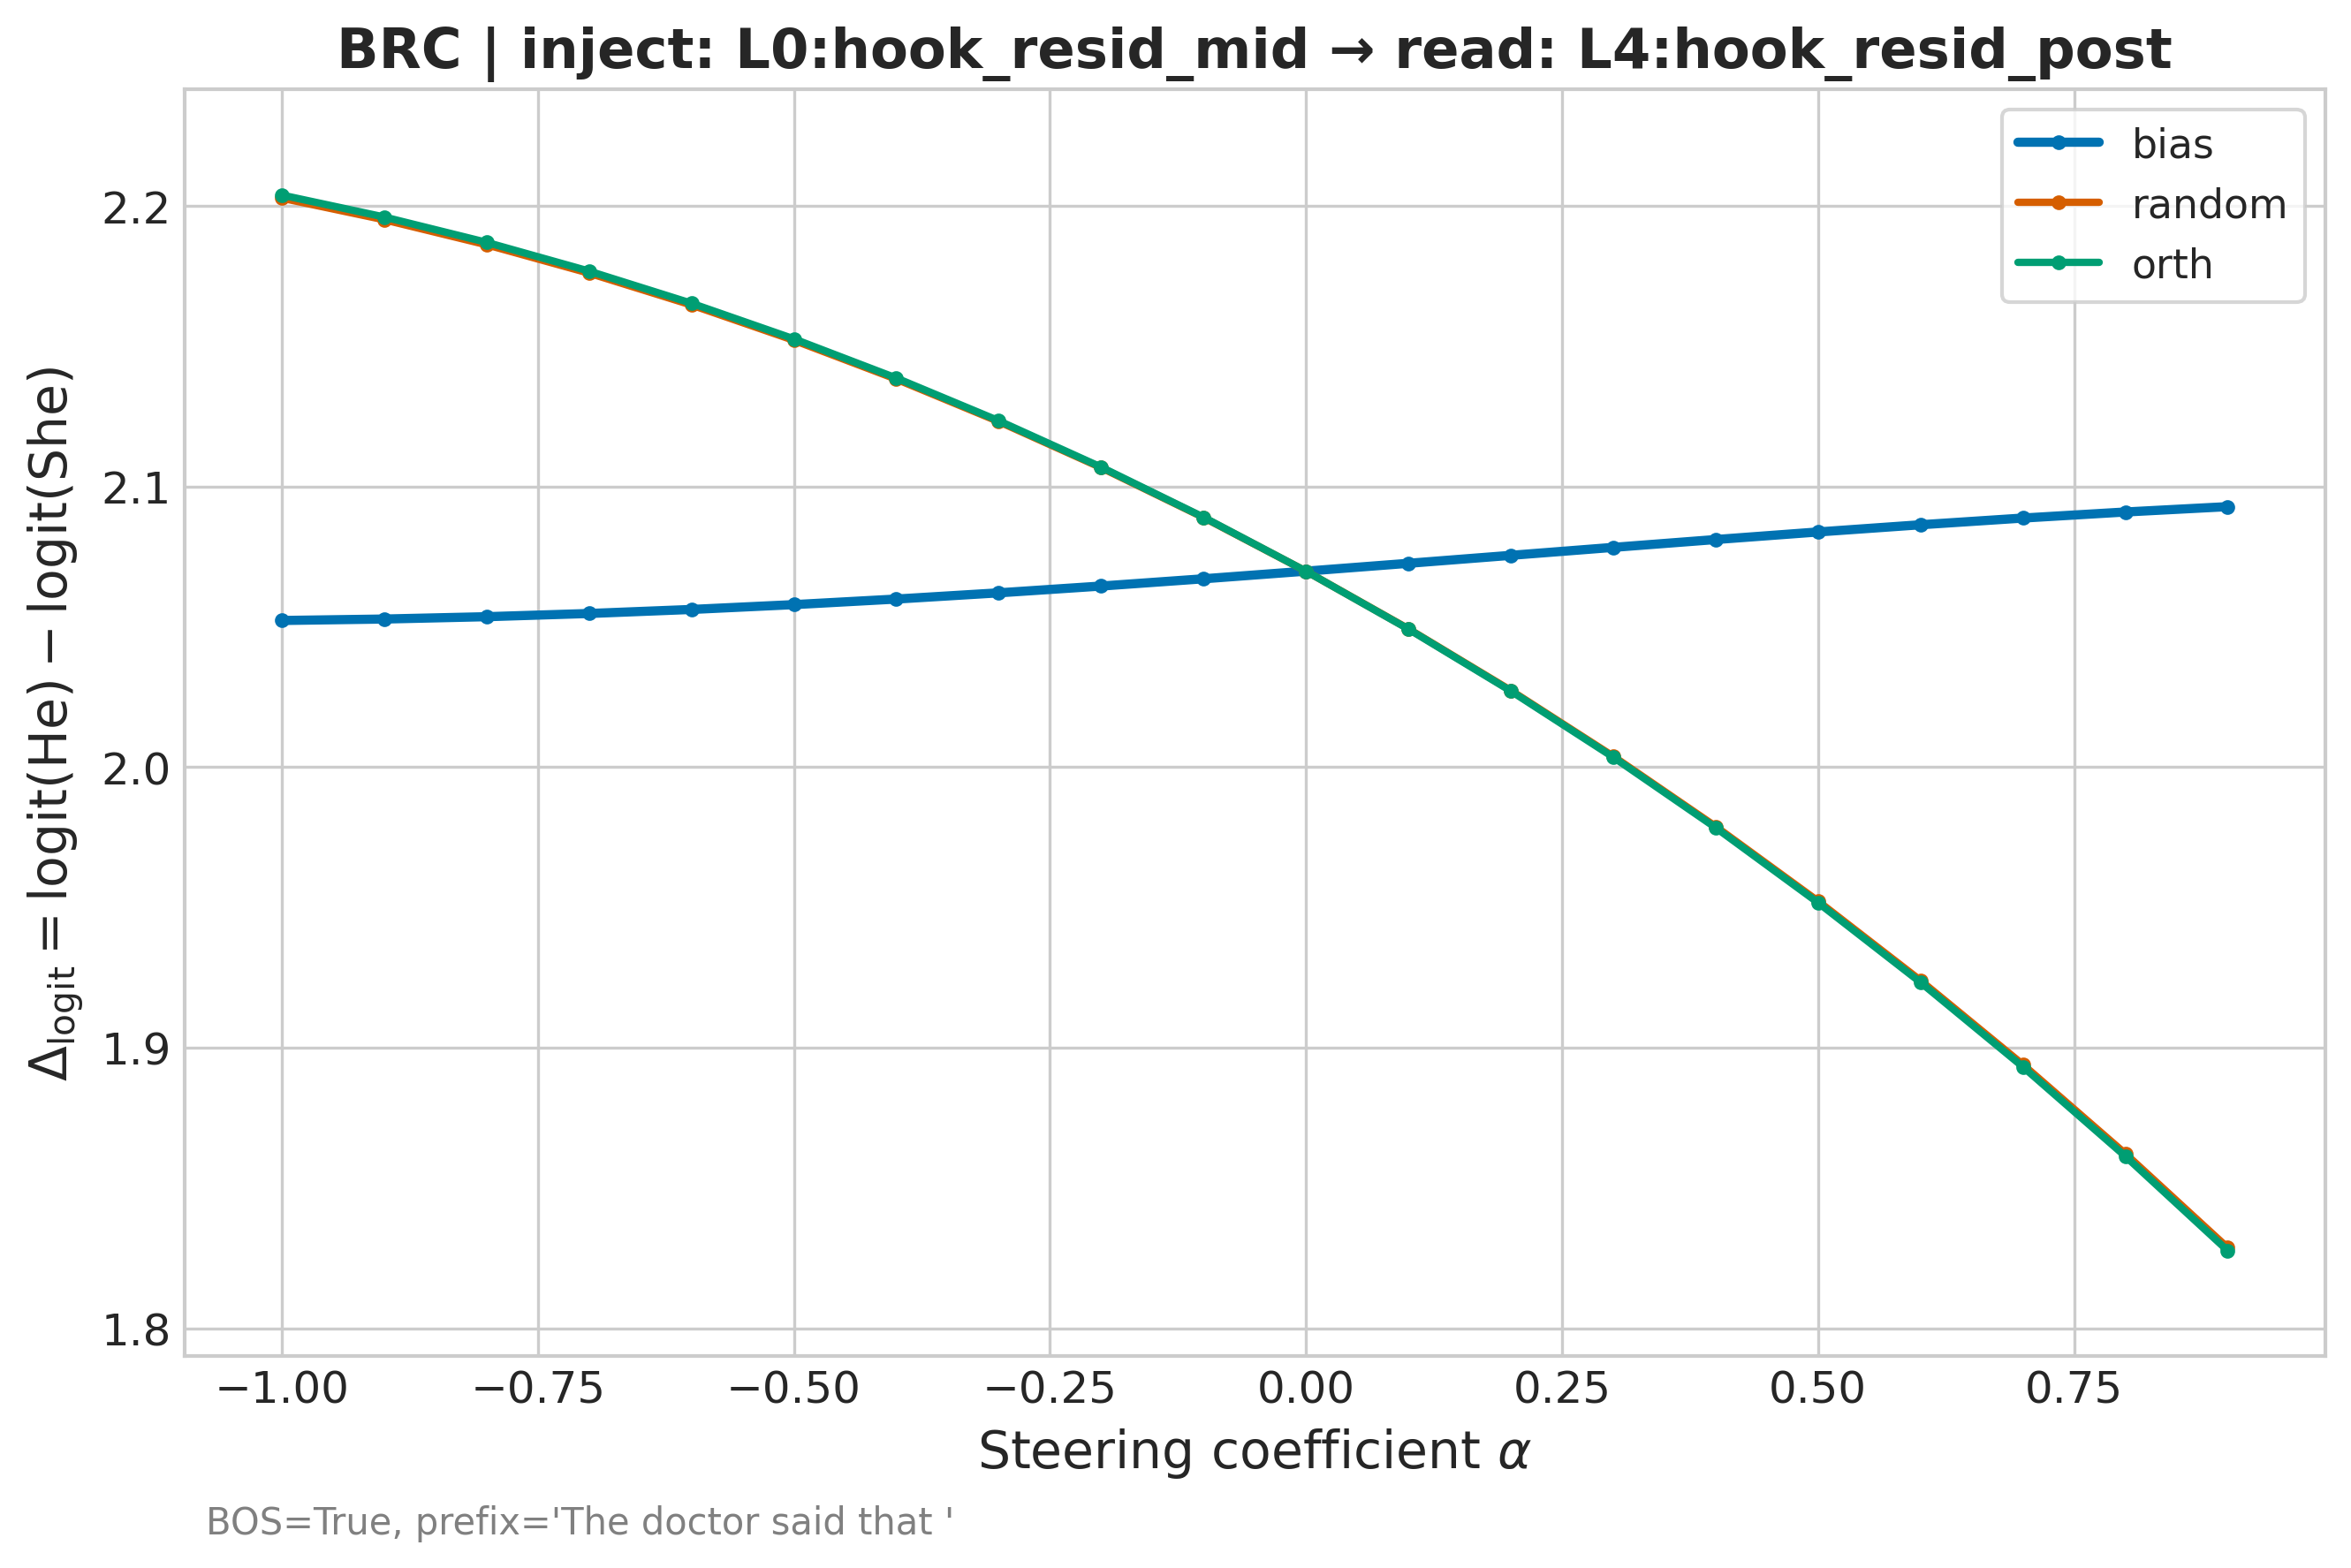 BRC | inject: L0:hook_resid_mid → read: L4:hook_resid_post
bias
random
orth
Δlogit = logit(He) − logit(She)
2.2
2.1
2.0
1.9
1.8
−1.00 −0.75 −0.50 −0.25 0.00 0.25 0.50 0.75
Steering coefficient α
BOS=True, prefix='The doctor said that '